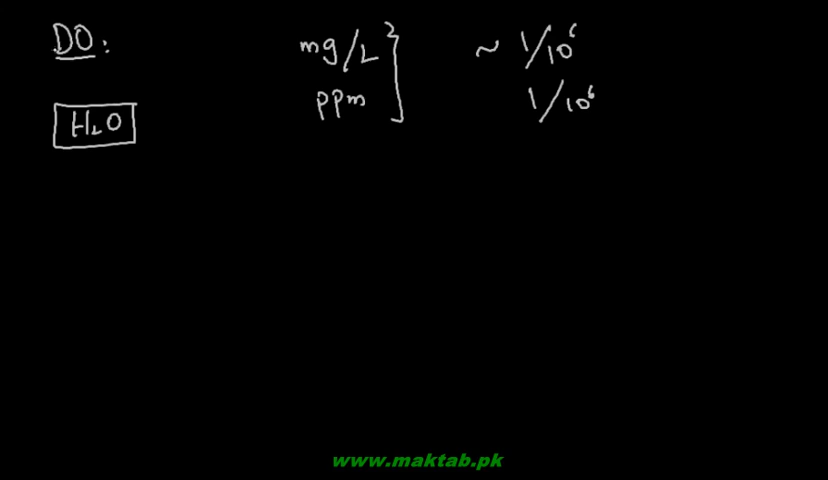 DO: mg/L } ~ 1/10⁶
ppm 1/10⁶
H₂O
www.maktab.pk